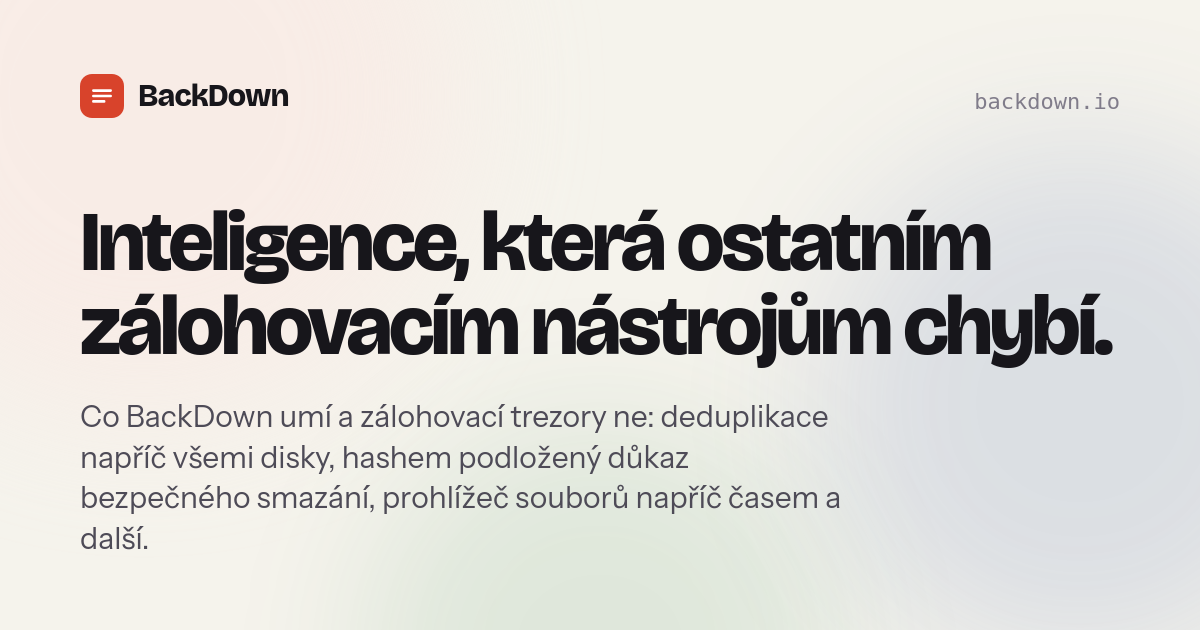 BackDown
backdown.io
Inteligence, která ostatním
zálohovacím nástrojům chybí.
Co BackDown umí a zálohovací trezory ne: deduplikace
napříč všemi disky, hashem podložený důkaz
bezpečného smazání, prohlížeč souborů napříč časem a
další.